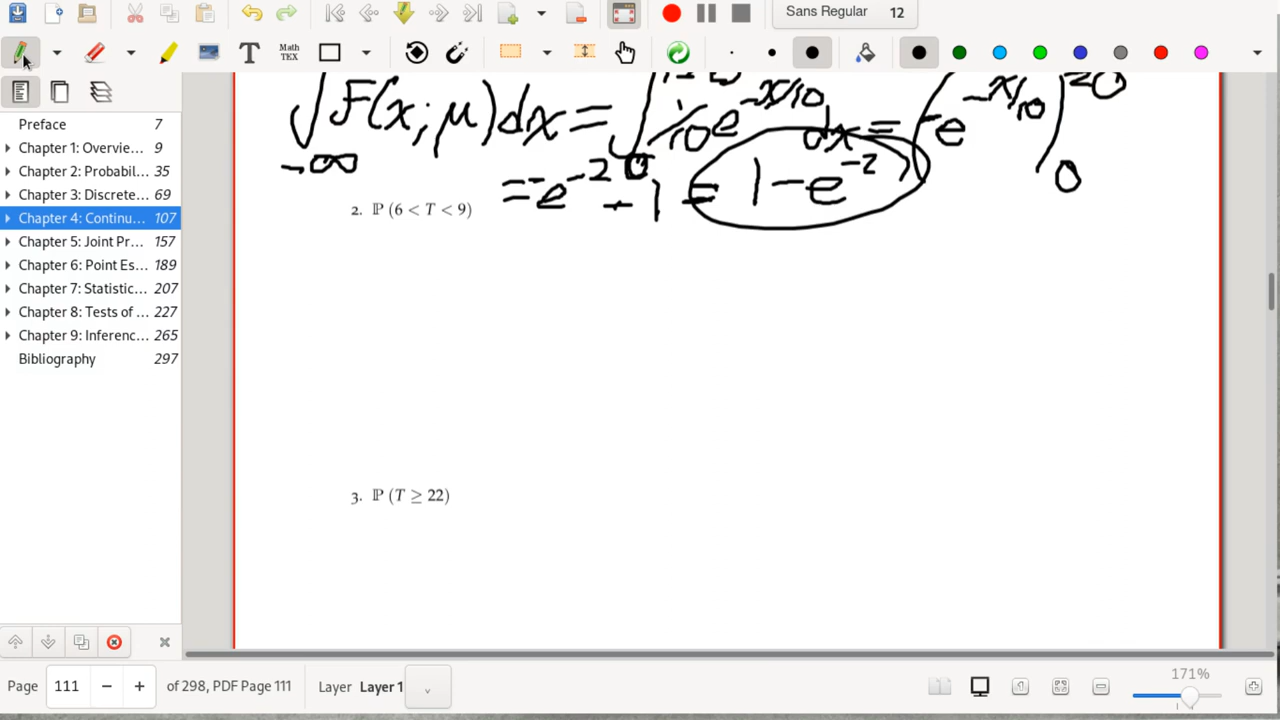 Sans Regular 12
Math TEX
Preface 7
Chapter 1: Overvie... 9
Chapter 2: Probabil... 35
Chapter 3: Discrete... 69
Chapter 4: Continu... 107
Chapter 5: Joint Pr... 157
Chapter 6: Point Es... 189
Chapter 7: Statistic... 207
Chapter 8: Tests of ... 227
Chapter 9: Inferenc... 265
Bibliography 297
∫ f(x; μ)dx = ∫ 1/10 e^{-x/10} dx = (-e^{-x/10}) 20
-∞ 0 0
= -e^{-2} + 1 = 1 - e^{-2}
2. ℙ (6 < T < 9)
3. ℙ (T ≥ 22)
Page 111 - + of 298, PDF Page 111 Layer Layer 1 171%